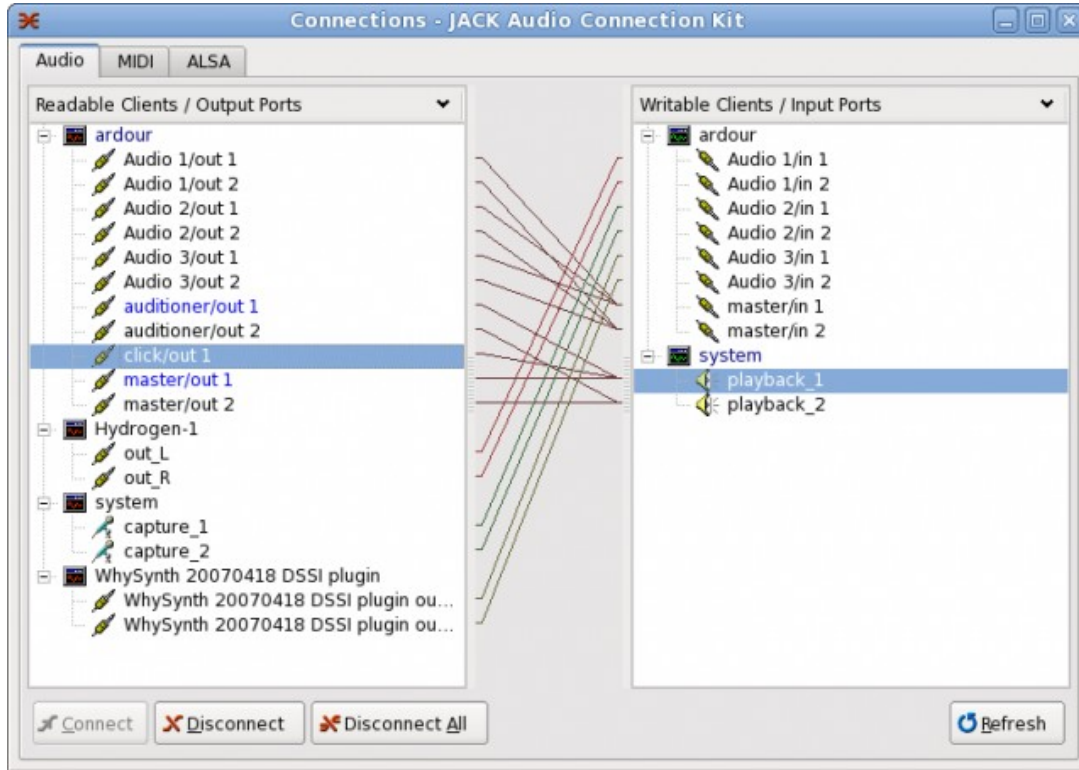 Connections - JACK Audio Connection Kit
Audio MIDI ALSA
Readable Clients / Output Ports
ardour
Audio 1/out 1
Audio 1/out 2
Audio 2/out 1
Audio 2/out 2
Audio 3/out 1
Audio 3/out 2
auditioner/out 1
auditioner/out 2
click/out 1
master/out 1
master/out 2
Hydrogen-1
out_L
out_R
system
capture_1
capture_2
WhySynth 20070418 DSSI plugin
WhySynth 20070418 DSSI plugin ou...
WhySynth 20070418 DSSI plugin ou...
Writable Clients / Input Ports
ardour
Audio 1/in 1
Audio 1/in 2
Audio 2/in 1
Audio 2/in 2
Audio 3/in 1
Audio 3/in 2
master/in 1
master/in 2
system
playback_1
playback_2
Connect Disconnect Disconnect All Refresh